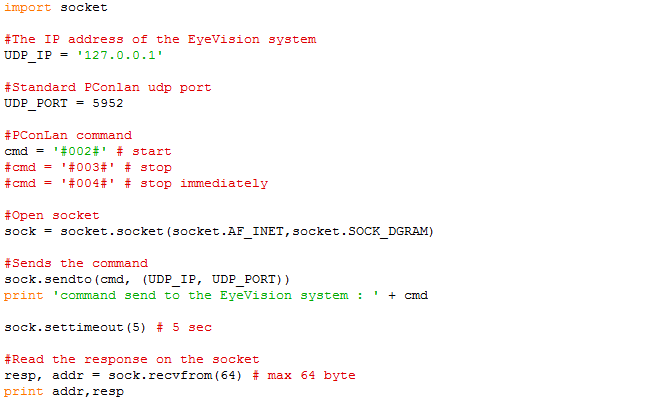 import socket
#The IP address of the EyeVision system
UDP_IP = '127.0.0.1'
#Standard PConlan udp port
UDP_PORT = 5952
#PConLan command
cmd = '#002#' # start
#cmd = '#003#' # stop
#cmd = '#004#' # stop immediately
#Open socket
sock = socket.socket(socket.AF_INET,socket.SOCK_DGRAM)
#Sends the command
sock.sendto(cmd, (UDP_IP, UDP_PORT))
print 'command send to the EyeVision system : ' + cmd
sock.settimeout(5) # 5 sec
#Read the response on the socket
resp, addr = sock.recvfrom(64) # max 64 byte
print addr,resp